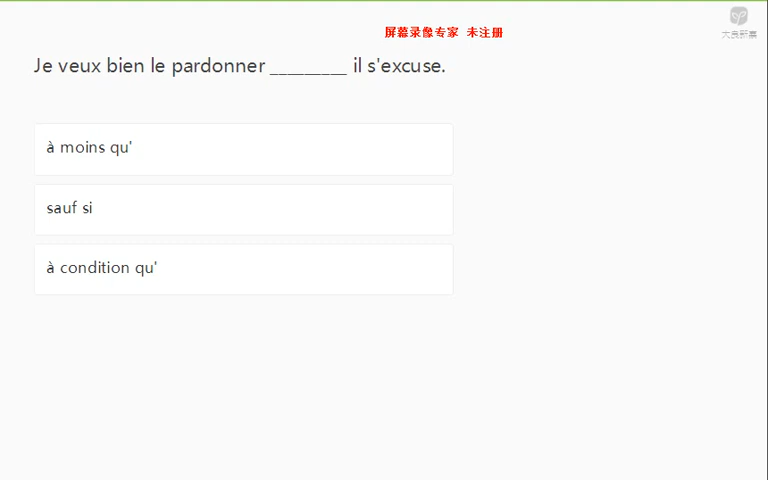 屏幕录像专家 未注册
Je veux bien le pardonner _________ il s'excuse.
à moins qu'
sauf si
à condition qu'